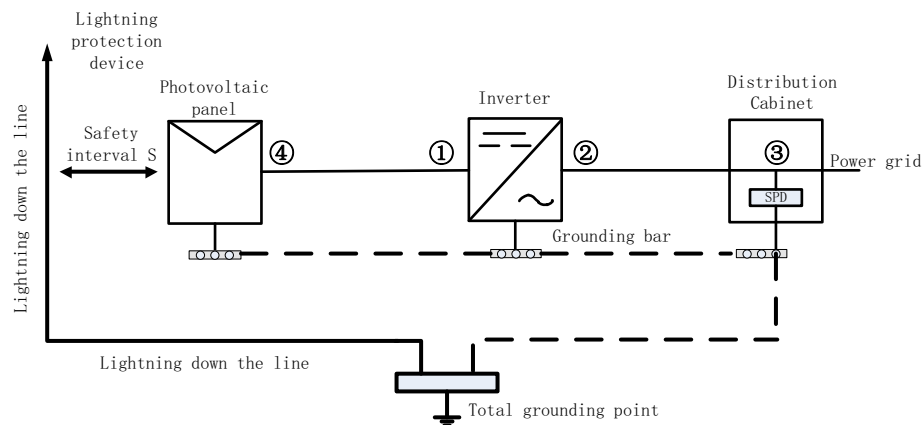 Lightning
protection
device
Photovoltaic
panel
Inverter
Distribution
Cabinet
Safety
interval S
④
①
②
③
Power grid
SPD
Grounding bar
Lightning down the line
Lightning down the line
Total grounding point